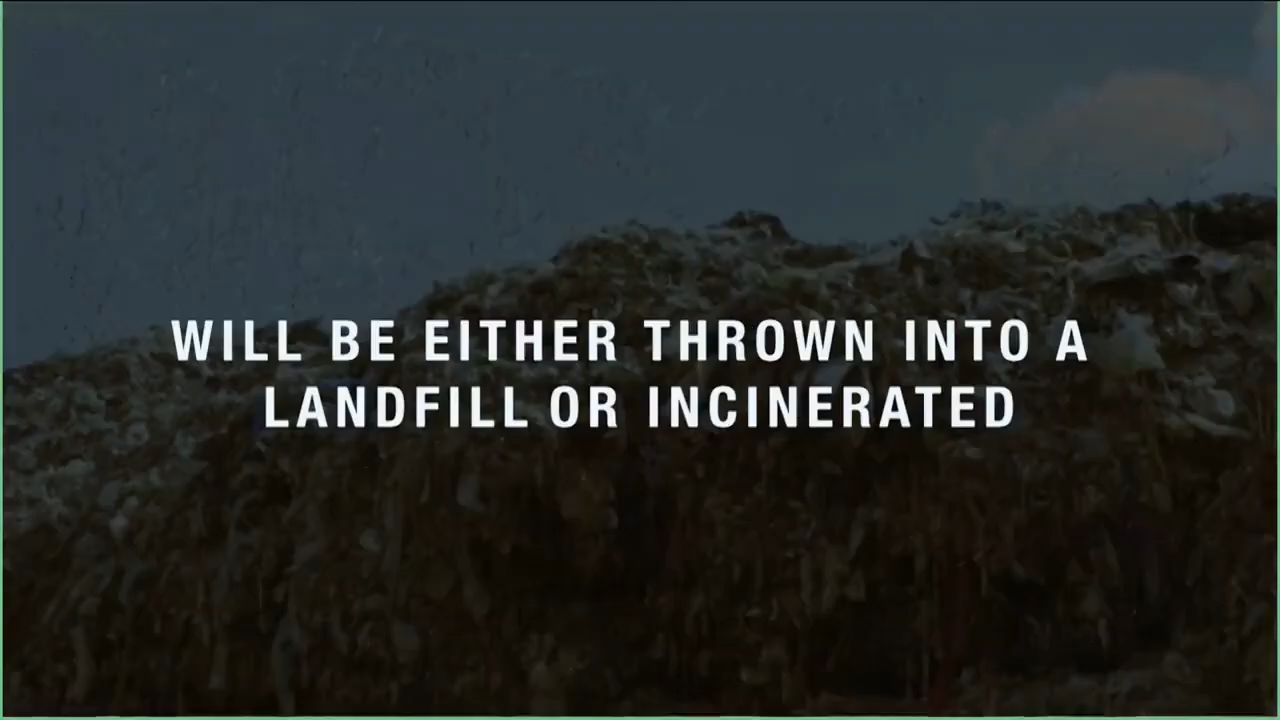 WILL BE EITHER THROWN INTO A
LANDFILL OR INCINERATED